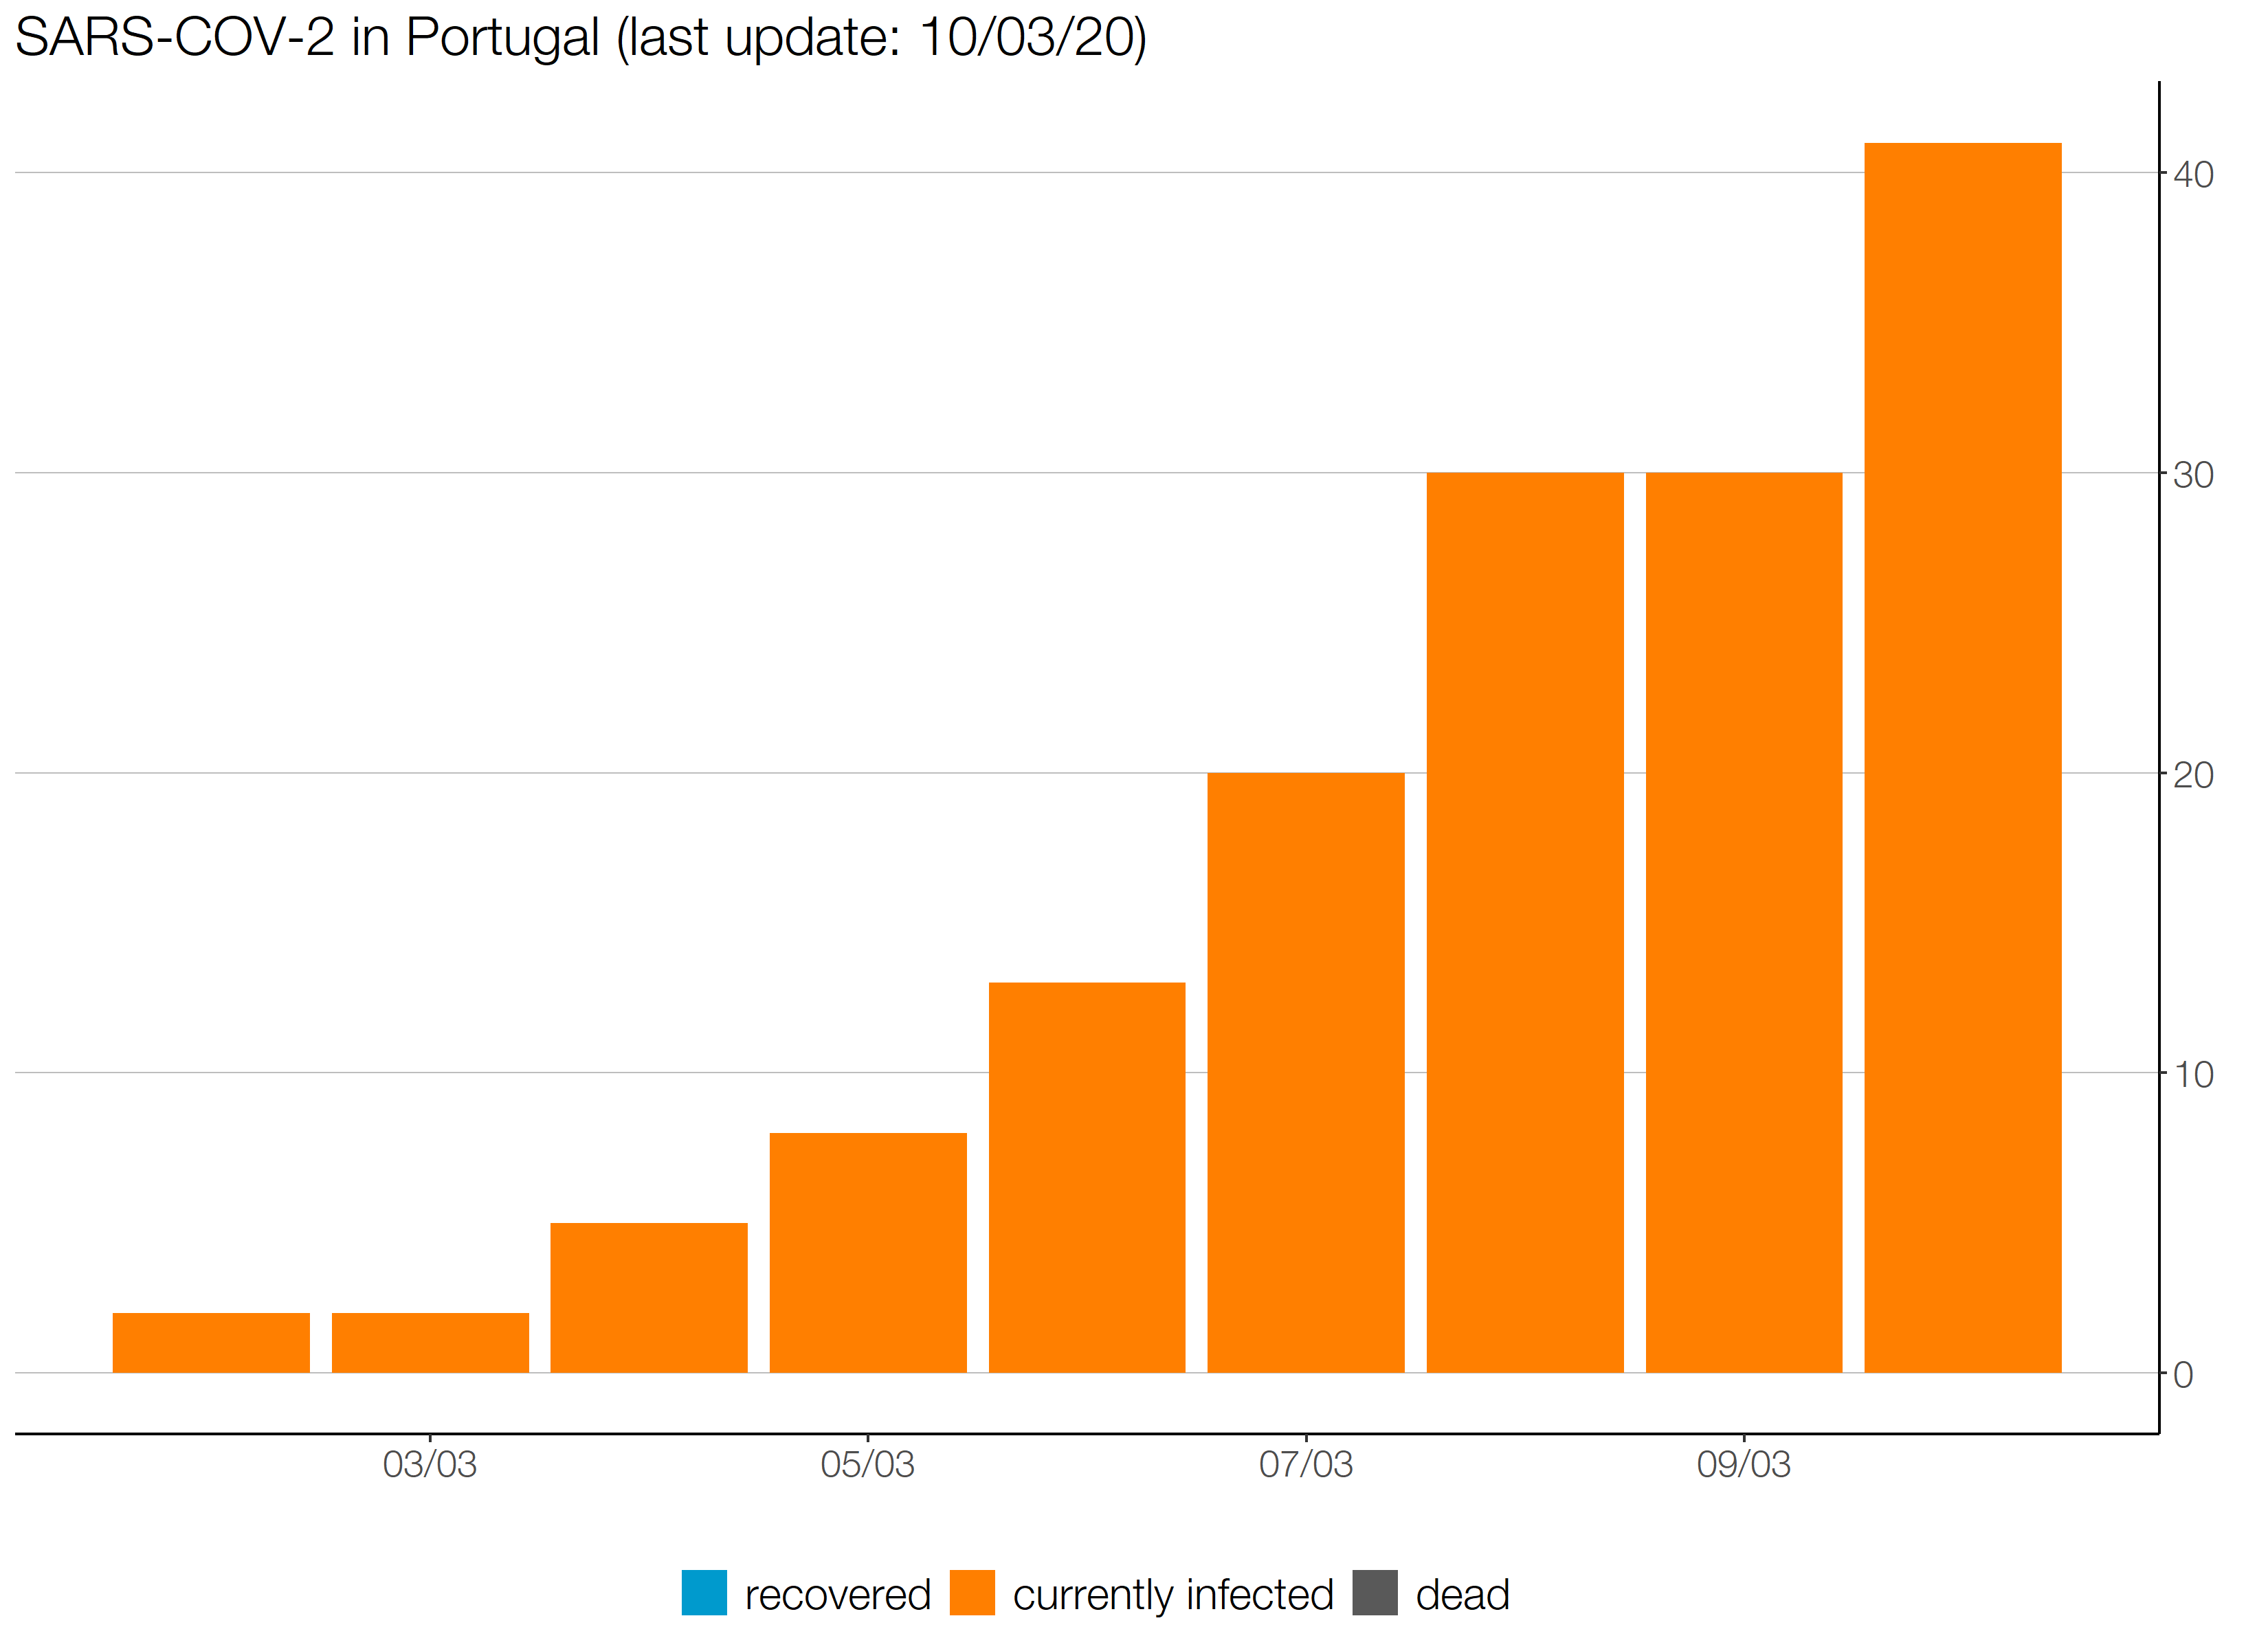 SARS-COV-2 in Portugal (last update: 10/03/20)
40
30
20
10
0
03/03 05/03 07/03 09/03
recovered currently infected dead